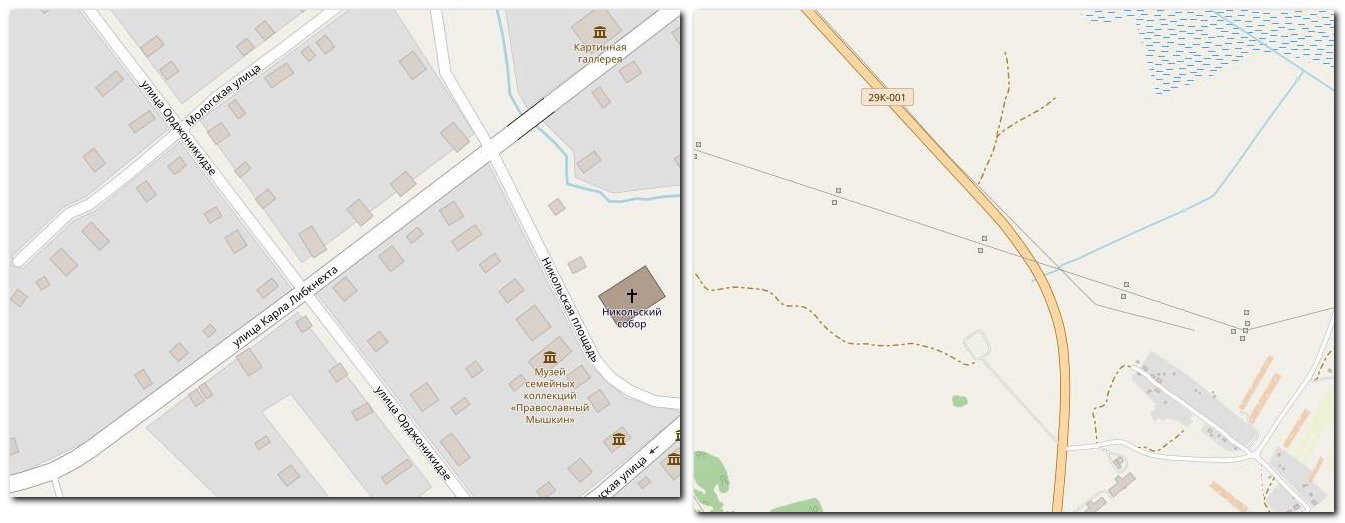 Картинная
галлерея
Мологская улица
улица Орджоникидзе
улица Карла Либкнехта
Никольская площадь
Никольский
собор
Музей
семейных
коллекций
«Православный
Мышкин»
улица Орджоникидзе
нская улица
29К-001